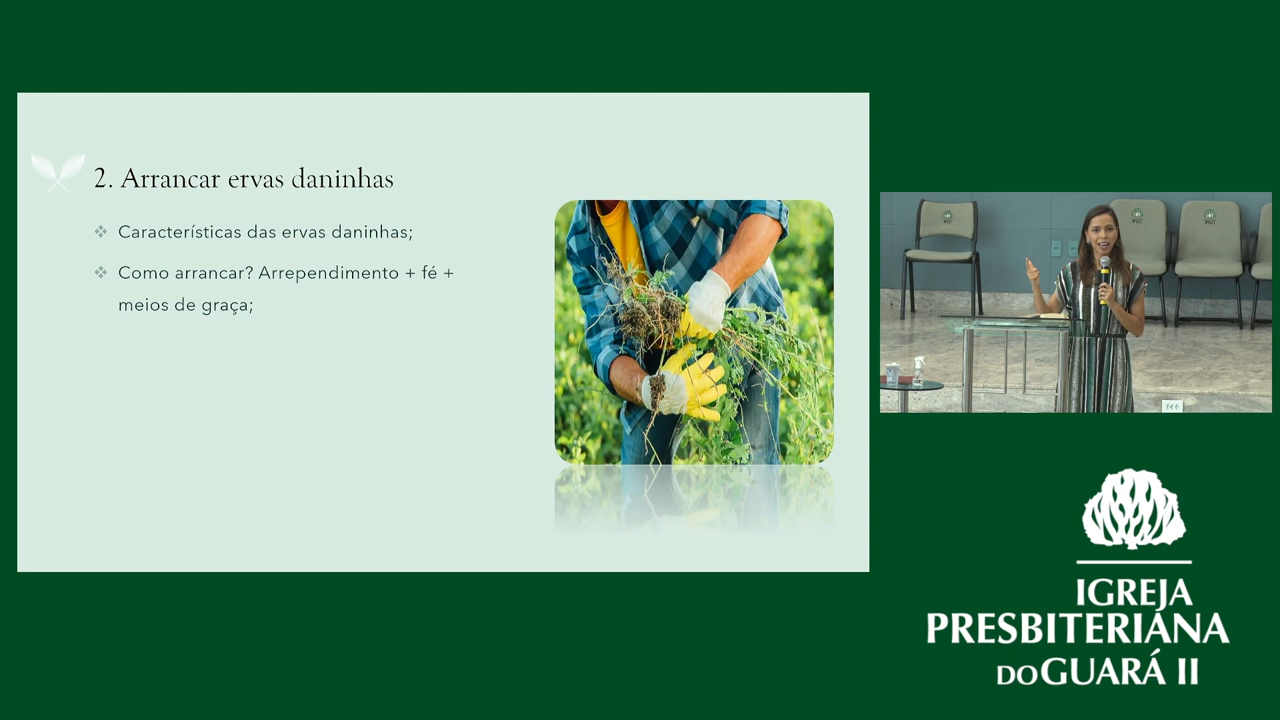 2. Arrancar ervas daninhas
Características das ervas daninhas;
Como arrancar? Arrependimento + fé +
meios de graça;
IGREJA
PRESBITERIANA
DO GUARÁ II